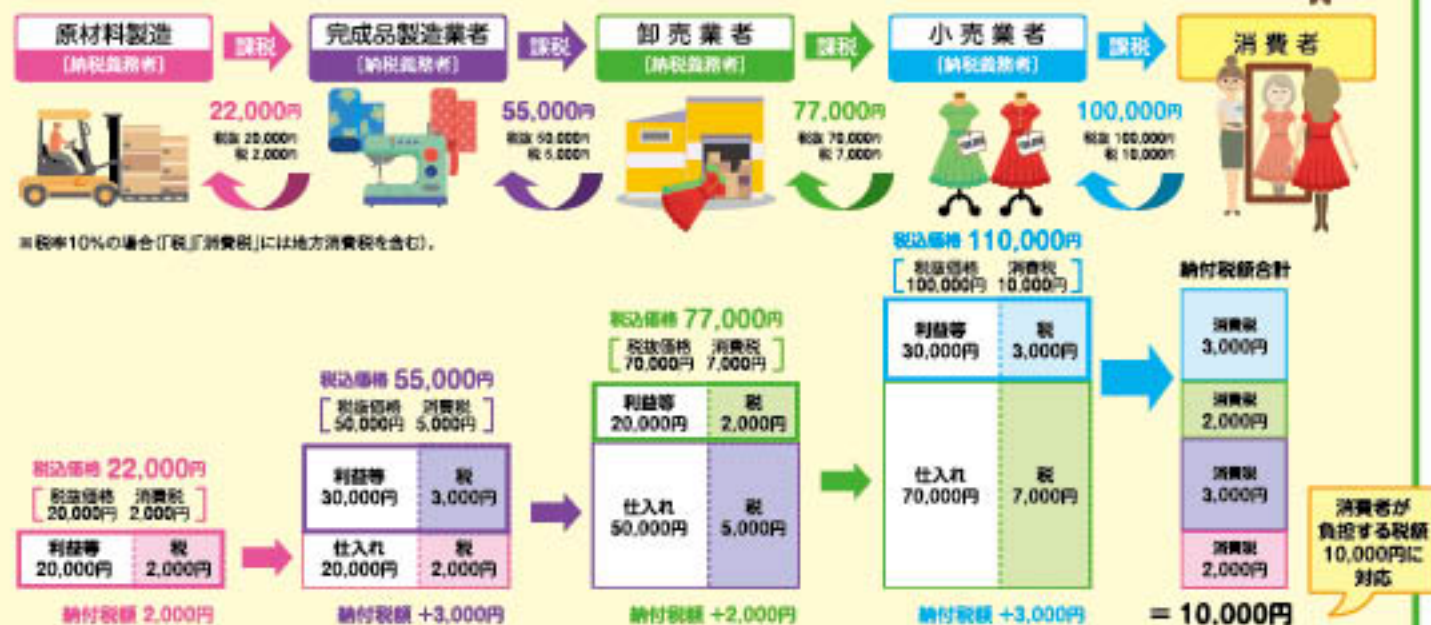 原材料製造
[納税義務者]
課税
完成品製造業者
[納税義務者]
課税
卸売業者
[納税義務者]
課税
小売業者
[納税義務者]
課税
消費者
22,000円
税抜 20,000円
税 2,000円
55,000円
税抜 50,000円
税 5,000円
77,000円
税抜 70,000円
税 7,000円
100,000円
税抜 100,000円
税 10,000円
※税率10%の場合(「税」「消費税」には地方消費税を含む)。
税込価格 22,000円
税抜価格 消費税
20,000円 2,000円
利益等 税
20,000円 2,000円
納付税額 2,000円
税込価格 55,000円
税抜価格 消費税
50,000円 5,000円
利益等 税
30,000円 3,000円
仕入れ 税
20,000円 2,000円
納付税額 +3,000円
税込価格 77,000円
税抜価格 消費税
70,000円 7,000円
利益等 税
20,000円 2,000円
仕入れ 税
50,000円 5,000円
納付税額 +2,000円
税込価格 110,000円
税抜価格 消費税
100,000円 10,000円
利益等 税
30,000円 3,000円
仕入れ 税
70,000円 7,000円
納付税額 +3,000円
納付税額合計
消費税
3,000円
消費税
2,000円
消費税
3,000円
消費税
2,000円
= 10,000円
消費者が
負担する税額
10,000円に
対応